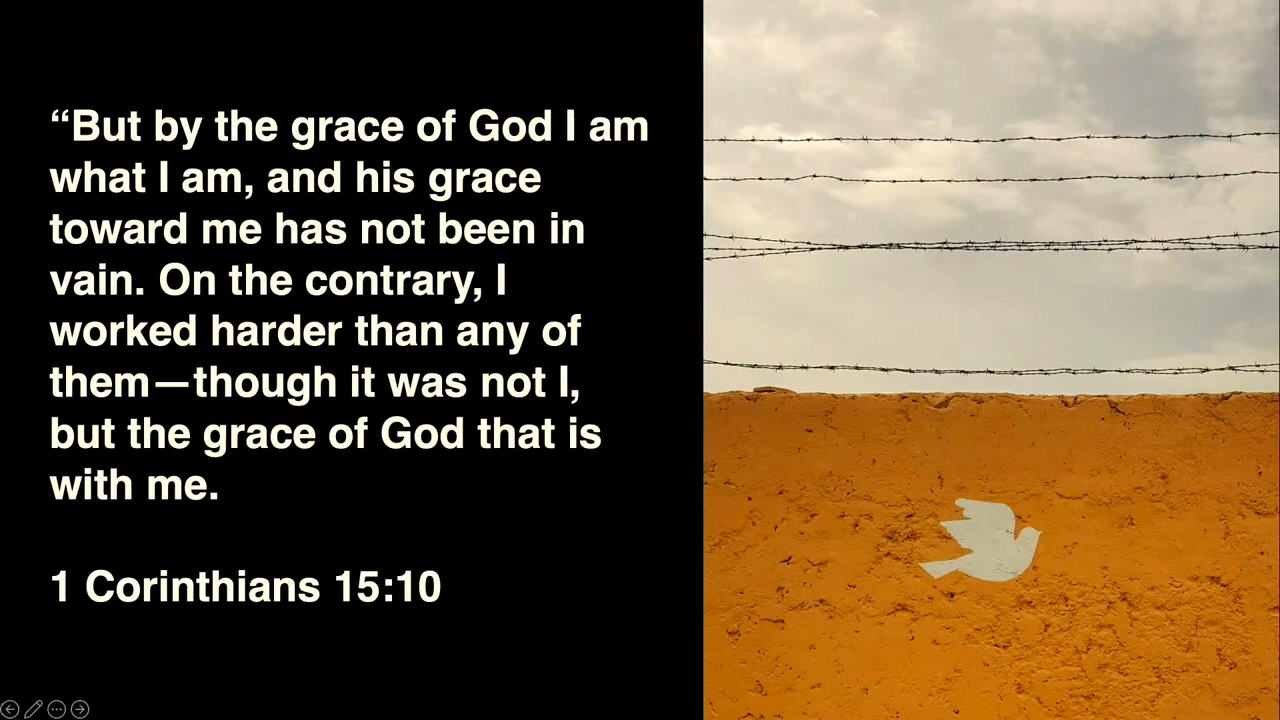 “But by the grace of God I am
what I am, and his grace
toward me has not been in
vain. On the contrary, I
worked harder than any of
them—though it was not I,
but the grace of God that is
with me.
1 Corinthians 15:10